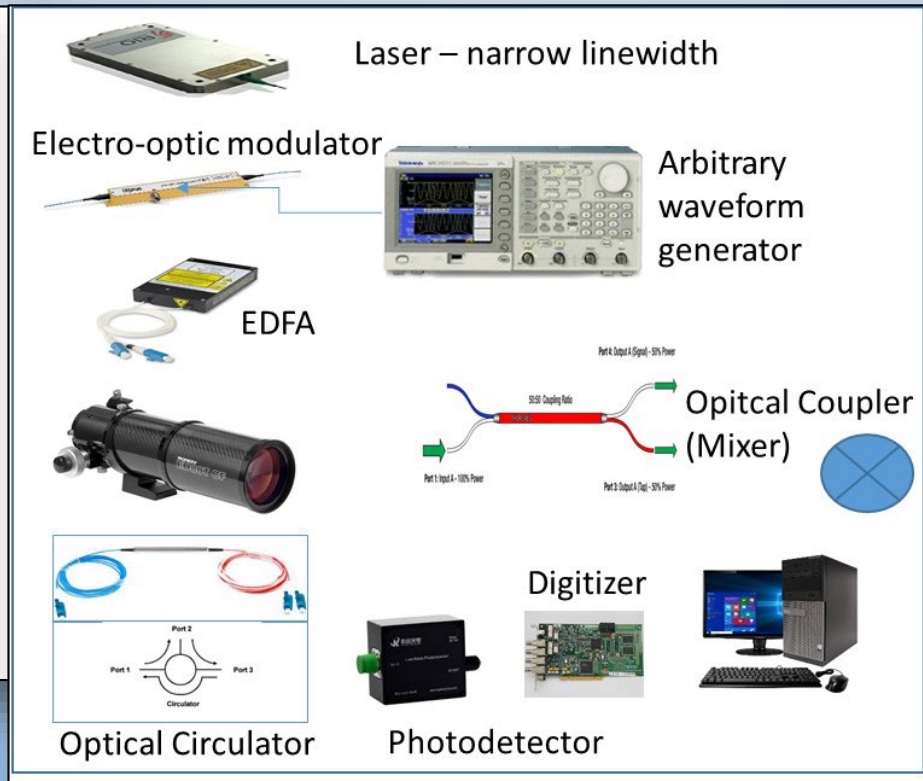 Laser – narrow linewidth
Electro-optic modulator
Arbitrary
waveform
generator
Tektronix
EDFA
Port 4: Output A (Signal) - 50% Power
50:50 Coupling Ratio
Opitcal Coupler
(Mixer)
Port 1: Input A - 100% Power
Port 3: Output A (Tap) - 50% Power
Port 2
Port 1
Port 3
Circulator
Digitizer
Optical Circulator
Photodetector